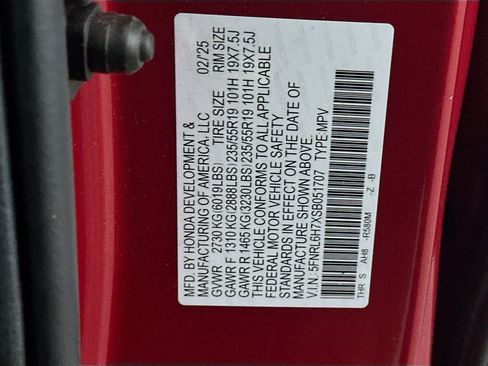 MFD. BY HONDA DEVELOPMENT &
MANUFACTURING OF AMERICA, LLC 02/25
GVWR 2730 KG(6019LBS) TIRE SIZE RIM SIZE
GAWR F 1310 KG(2888LBS) 235/55R19 101H 19X7.5J
GAWR R 1465 KG(3230LBS) 235/55R19 101H 19X7.5J
THIS VEHICLE CONFORMS TO ALL APPLICABLE
FEDERAL MOTOR VEHICLE SAFETY
STANDARDS IN EFFECT ON THE DATE OF
MANUFACTURE SHOWN ABOVE.
V.I.N.: 5FNRL6H7XSB051707 TYPE:MPV
THR S AH8 -R580M -Z -B